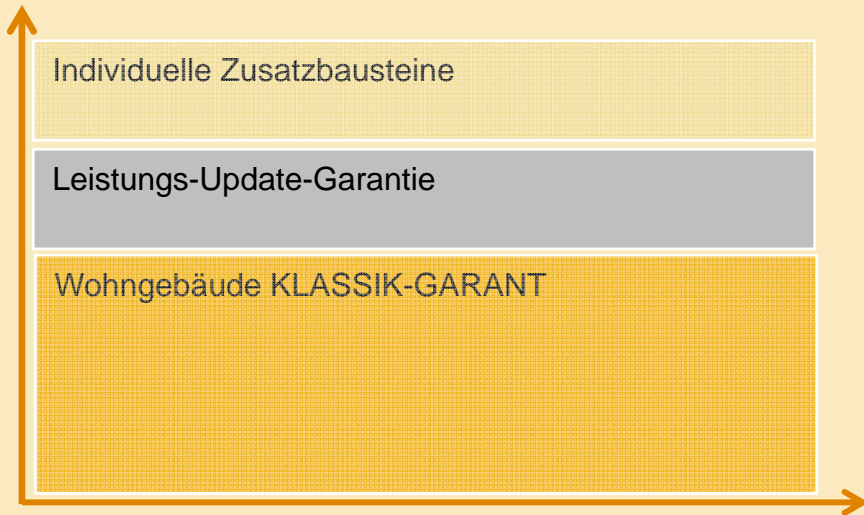 Individuelle Zusatzbausteine
Leistungs-Update-Garantie
Wohngebäude KLASSIK-GARANT